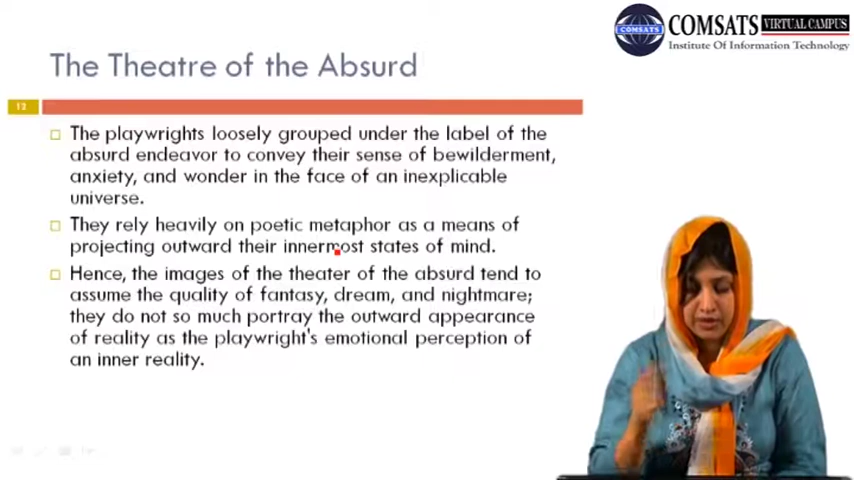 COMSATS VIRTUAL CAMPUS
COMSATS
Institute Of Information Technology
The Theatre of the Absurd
12
The playwrights loosely grouped under the label of the
absurd endeavor to convey their sense of bewilderment,
anxiety, and wonder in the face of an inexplicable
universe.
They rely heavily on poetic metaphor as a means of
projecting outward their innermost states of mind.
Hence, the images of the theater of the absurd tend to
assume the quality of fantasy, dream, and nightmare;
they do not so much portray the outward appearance
of reality as the playwright's emotional perception of
an inner reality.